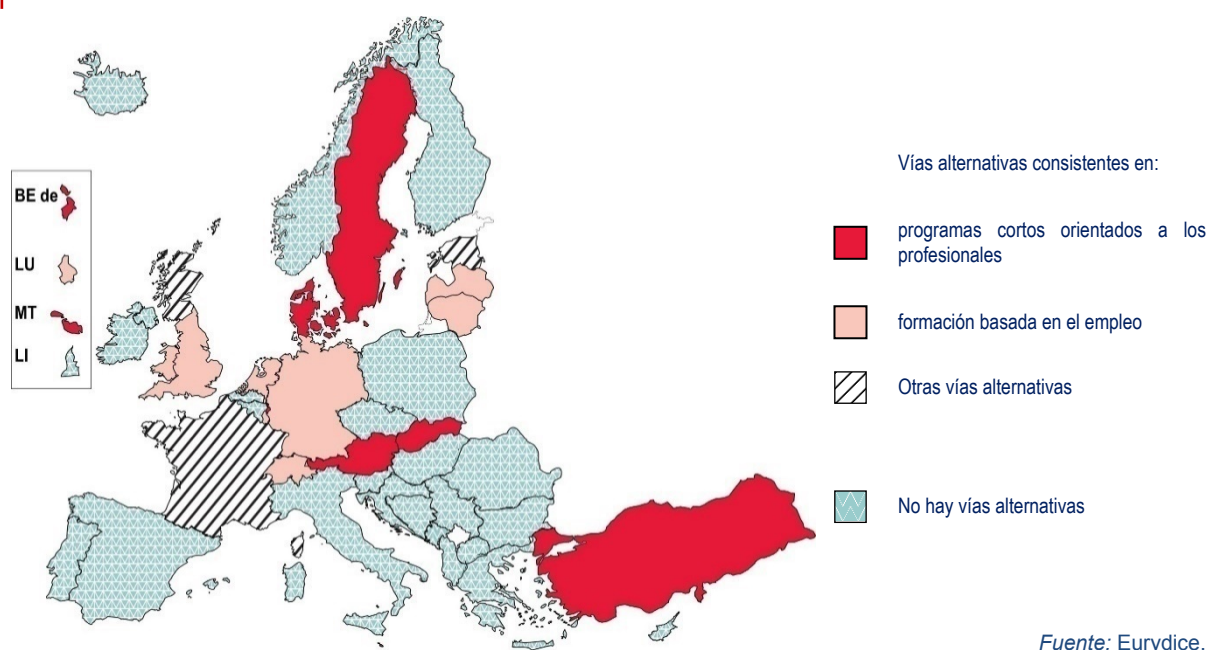 BE de
LU
MT
LI
Vías alternativas consistentes en:
programas cortos orientados a los
profesionales
formación basada en el empleo
Otras vías alternativas
No hay vías alternativas
Fuente: Eurydice.